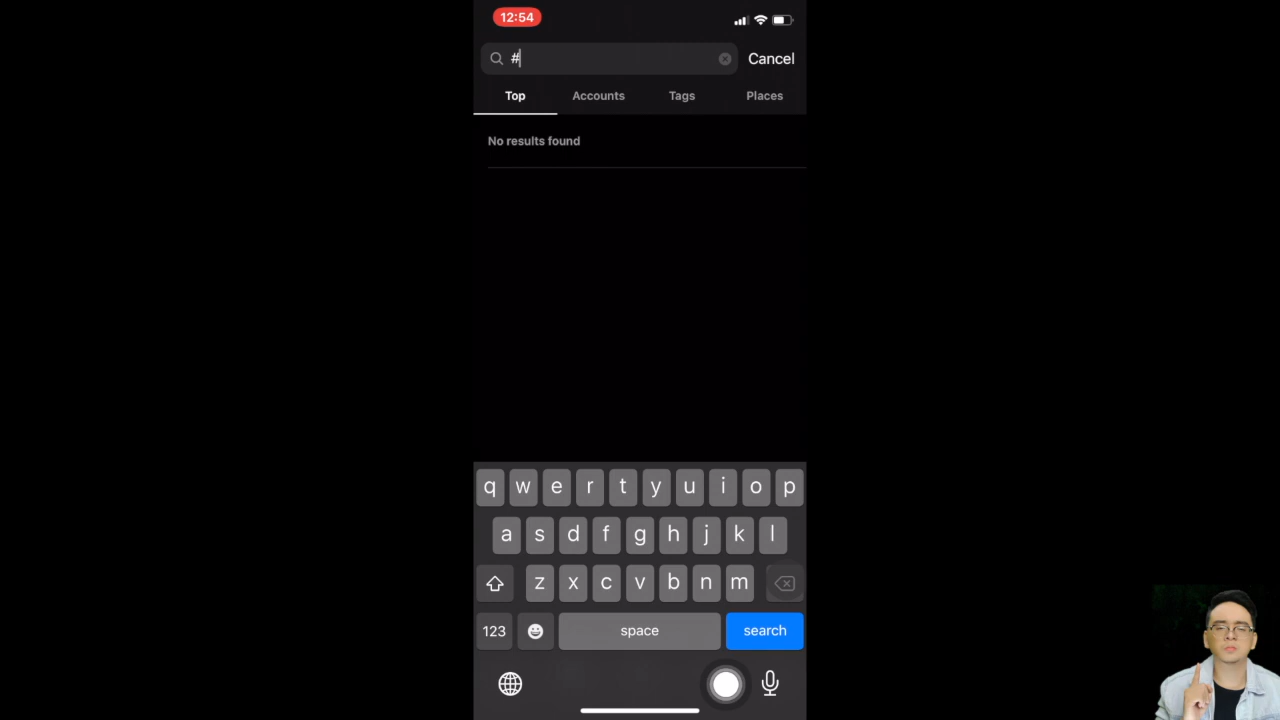 12:54
#
Cancel
Top Accounts Tags Places
No results found
q w e r t y u i o p
a s d f g h j k l
z x c v b n m
123 space search